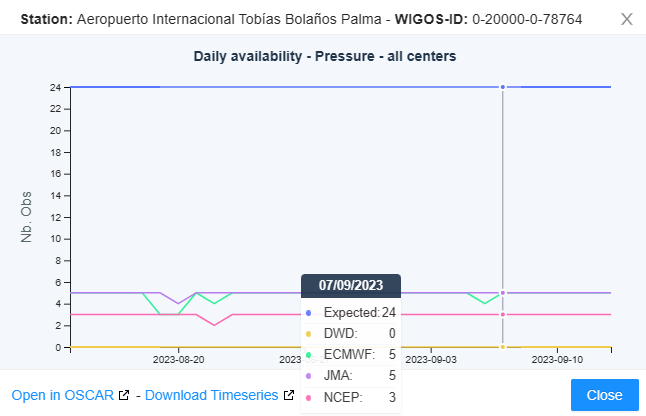 Station: Aeropuerto Internacional Tobías Bolaños Palma - WIGOS-ID: 0-20000-0-78764
Daily availability - Pressure - all centers
Nb. Obs
24
22
20
18
16
14
12
10
8
6
4
2
0
07/09/2023
Expected: 24
DWD: 0
ECMWF: 5
JMA: 5
NCEP: 3
2023-08-20
2023-09-03
2023-09-10
Open in OSCAR - Download Timeseries
Close